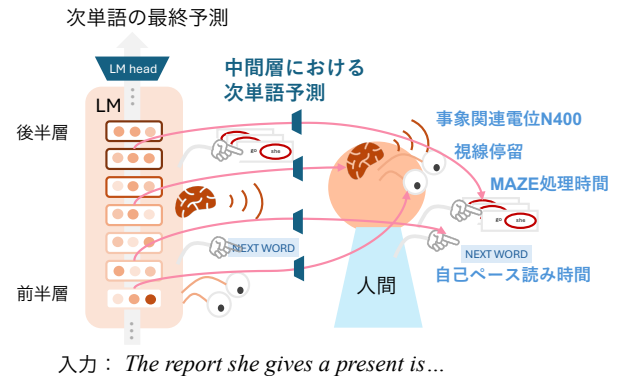 次単語の最終予測
LM head
LM
中間層における
次単語予測
後半層
前半層
go she
NEXT WORD
事象関連電位N400
視線停留
MAZE処理時間
go she
NEXT WORD
自己ペース読み時間
人間
入力： The report she gives a present is…